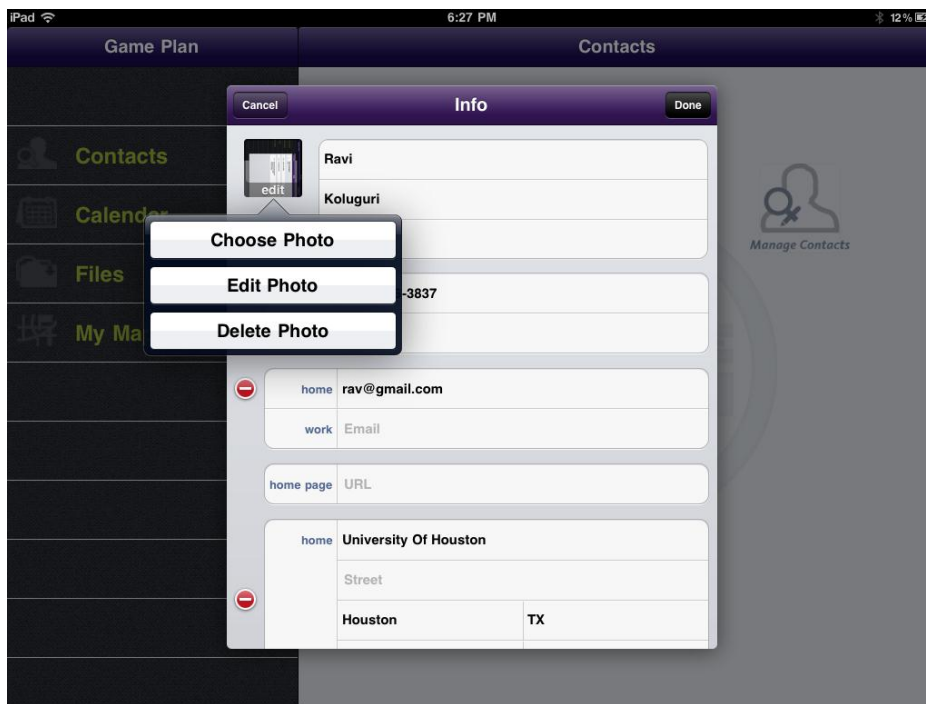 iPad 6:27 PM 12%
Game Plan Contacts
Cancel Info Done
edit
Ravi
Koluguri
Contacts
Calender
Files
My Ma
Manage Contacts
Choose Photo
Edit Photo
Delete Photo
-3837
home rav@gmail.com
work Email
home page URL
home University Of Houston
Street
Houston TX